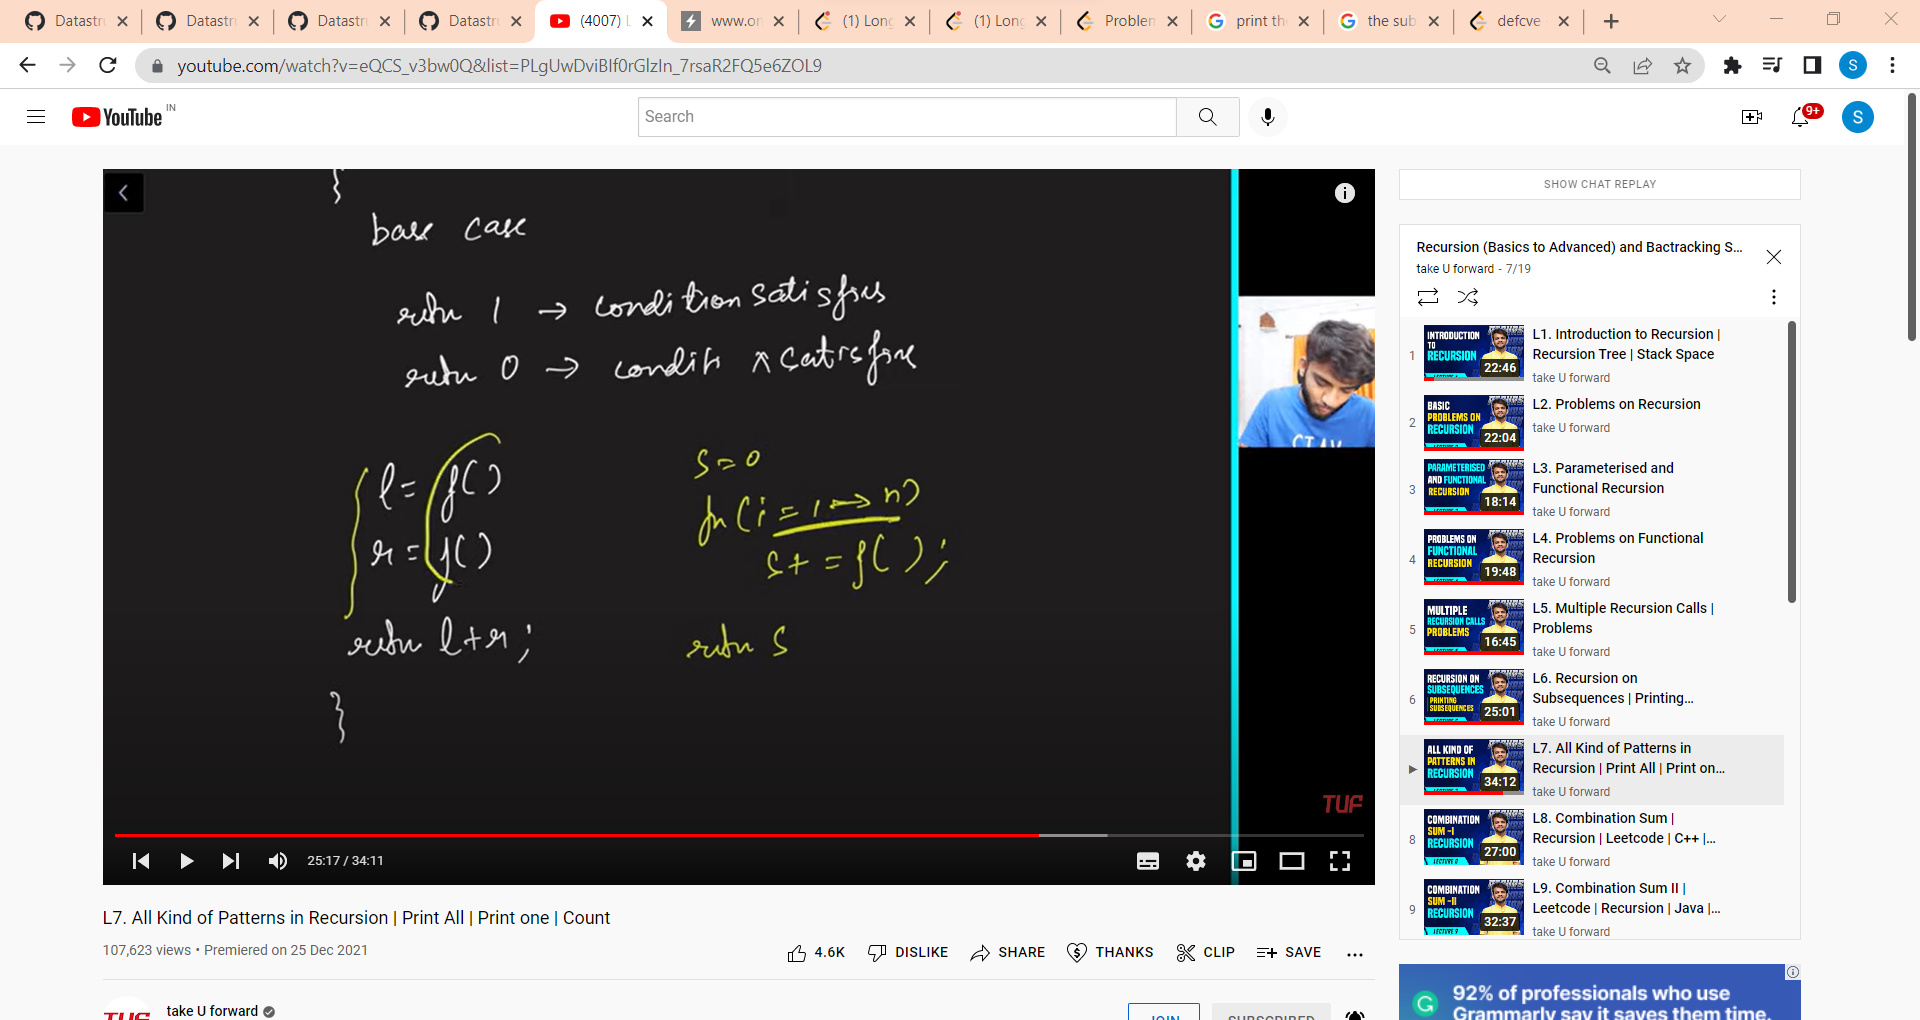 Datastr
Datastr
Datastr
Datastr
(4007) L
www.on
(1) Long
(1) Long
Problem
print the
the sub
defcve
youtube.com/watch?v=eQCS_v3bw0Q&list=PLgUwDviBIf0rGlzIn_7rsaR2FQ5e6ZOL9
S
YouTube IN
Search
9+
S
}
base case
return 1 → condition satisfies
return 0 →
l = f()
r = f()
return l+r;
}
s=0
for(i=1→n)
s+=f();
return s
TUF
25:17 / 34:11
L7. All Kind of Patterns in Recursion | Print All | Print one | Count
107,623 views • Premiered on 25 Dec 2021
4.6K DISLIKE SHARE THANKS CLIP SAVE ...
TUF
take U forward
JOIN
SUBSCRIBED
SHOW CHAT REPLAY
Recursion (Basics to Advanced) and Bactracking S...
take U forward - 7/19
1
INTRODUCTION TO RECURSION
22:46
L1. Introduction to Recursion |
Recursion Tree | Stack Space
take U forward
2
BASIC PROBLEMS ON RECURSION
22:04
L2. Problems on Recursion
take U forward
3
PARAMETERISED AND FUNCTIONAL RECURSION
18:14
L3. Parameterised and
Functional Recursion
take U forward
4
PROBLEMS ON FUNCTIONAL RECURSION
19:48
L4. Problems on Functional
Recursion
take U forward
5
MULTIPLE RECURSION CALLS PROBLEMS
16:45
L5. Multiple Recursion Calls |
Problems
take U forward
6
RECURSION ON SUBSEQUENCES PRINTING SUBSEQUENCES
25:01
L6. Recursion on
Subsequences | Printing...
take U forward
ALL KIND OF PATTERNS IN RECURSION
34:12
L7. All Kind of Patterns in
Recursion | Print All | Print on...
take U forward
8
COMBINATION SUM -I RECURSION
27:00
L8. Combination Sum |
Recursion | Leetcode | C++ |...
take U forward
9
COMBINATION SUM -II RECURSION
32:37
L9. Combination Sum II |
Leetcode | Recursion | Java |...
take U forward
92% of professionals who use
Grammarly say it saves them time.